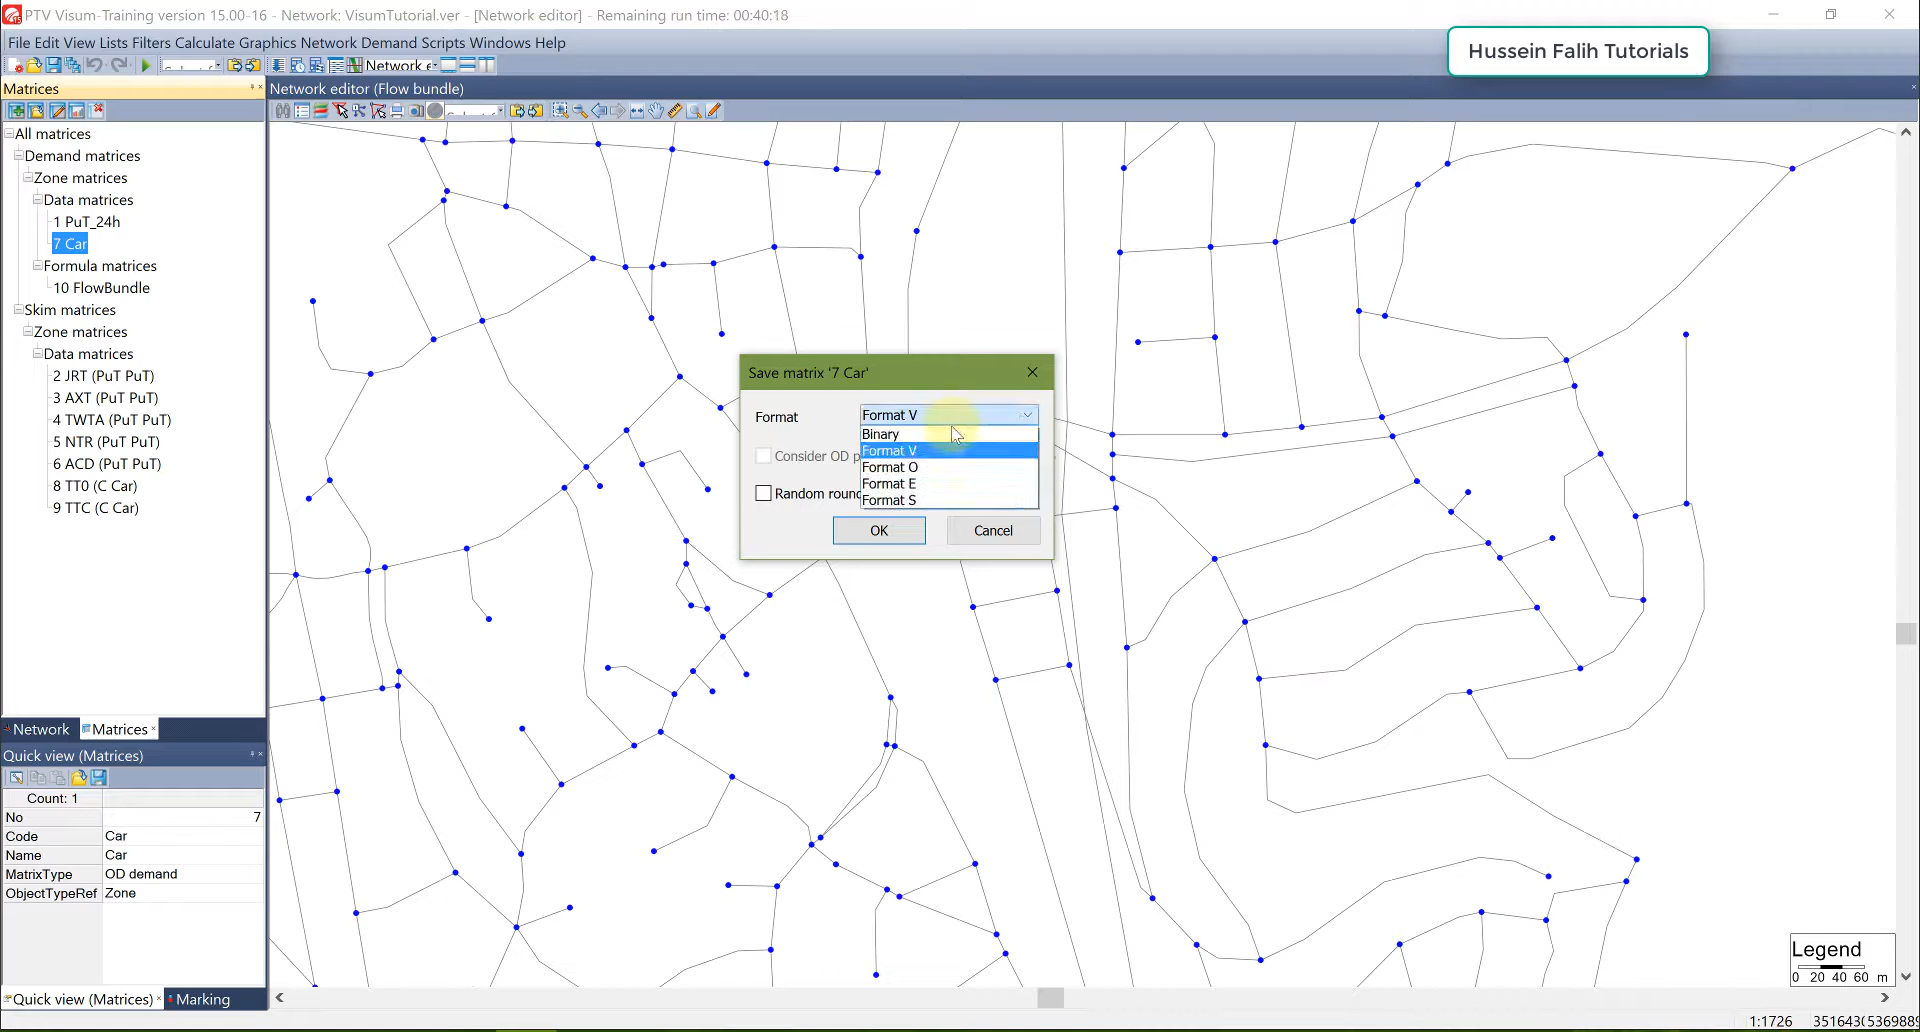 PTV Visum-Training version 15.00-16 - Network: VisumTutorial.ver - [Network editor] - Remaining run time: 00:40:18
File Edit View Lists Filters Calculate Graphics Network Demand Scripts Windows Help
Hussein Falih Tutorials
Network e
Matrices
Network editor (Flow bundle)
All matrices
Demand matrices
Zone matrices
Data matrices
1 PuT_24h
7 Car
Formula matrices
10 FlowBundle
Skim matrices
Zone matrices
Data matrices
2 JRT (PuT PuT)
3 AXT (PuT PuT)
4 TWTA (PuT PuT)
5 NTR (PuT PuT)
6 ACD (PuT PuT)
8 TT0 (C Car)
9 TTC (C Car)
Save matrix '7 Car'
Format
Format V
Binary
Format V
Format O
Format E
Format S
Consider OD p
Random round
OK
Cancel
Network
Matrices
Quick view (Matrices)
Count: 1
No 7
Code Car
Name Car
MatrixType OD demand
ObjectTypeRef Zone
Quick view (Matrices)
Marking
Legend
0 20 40 60 m
1:1726